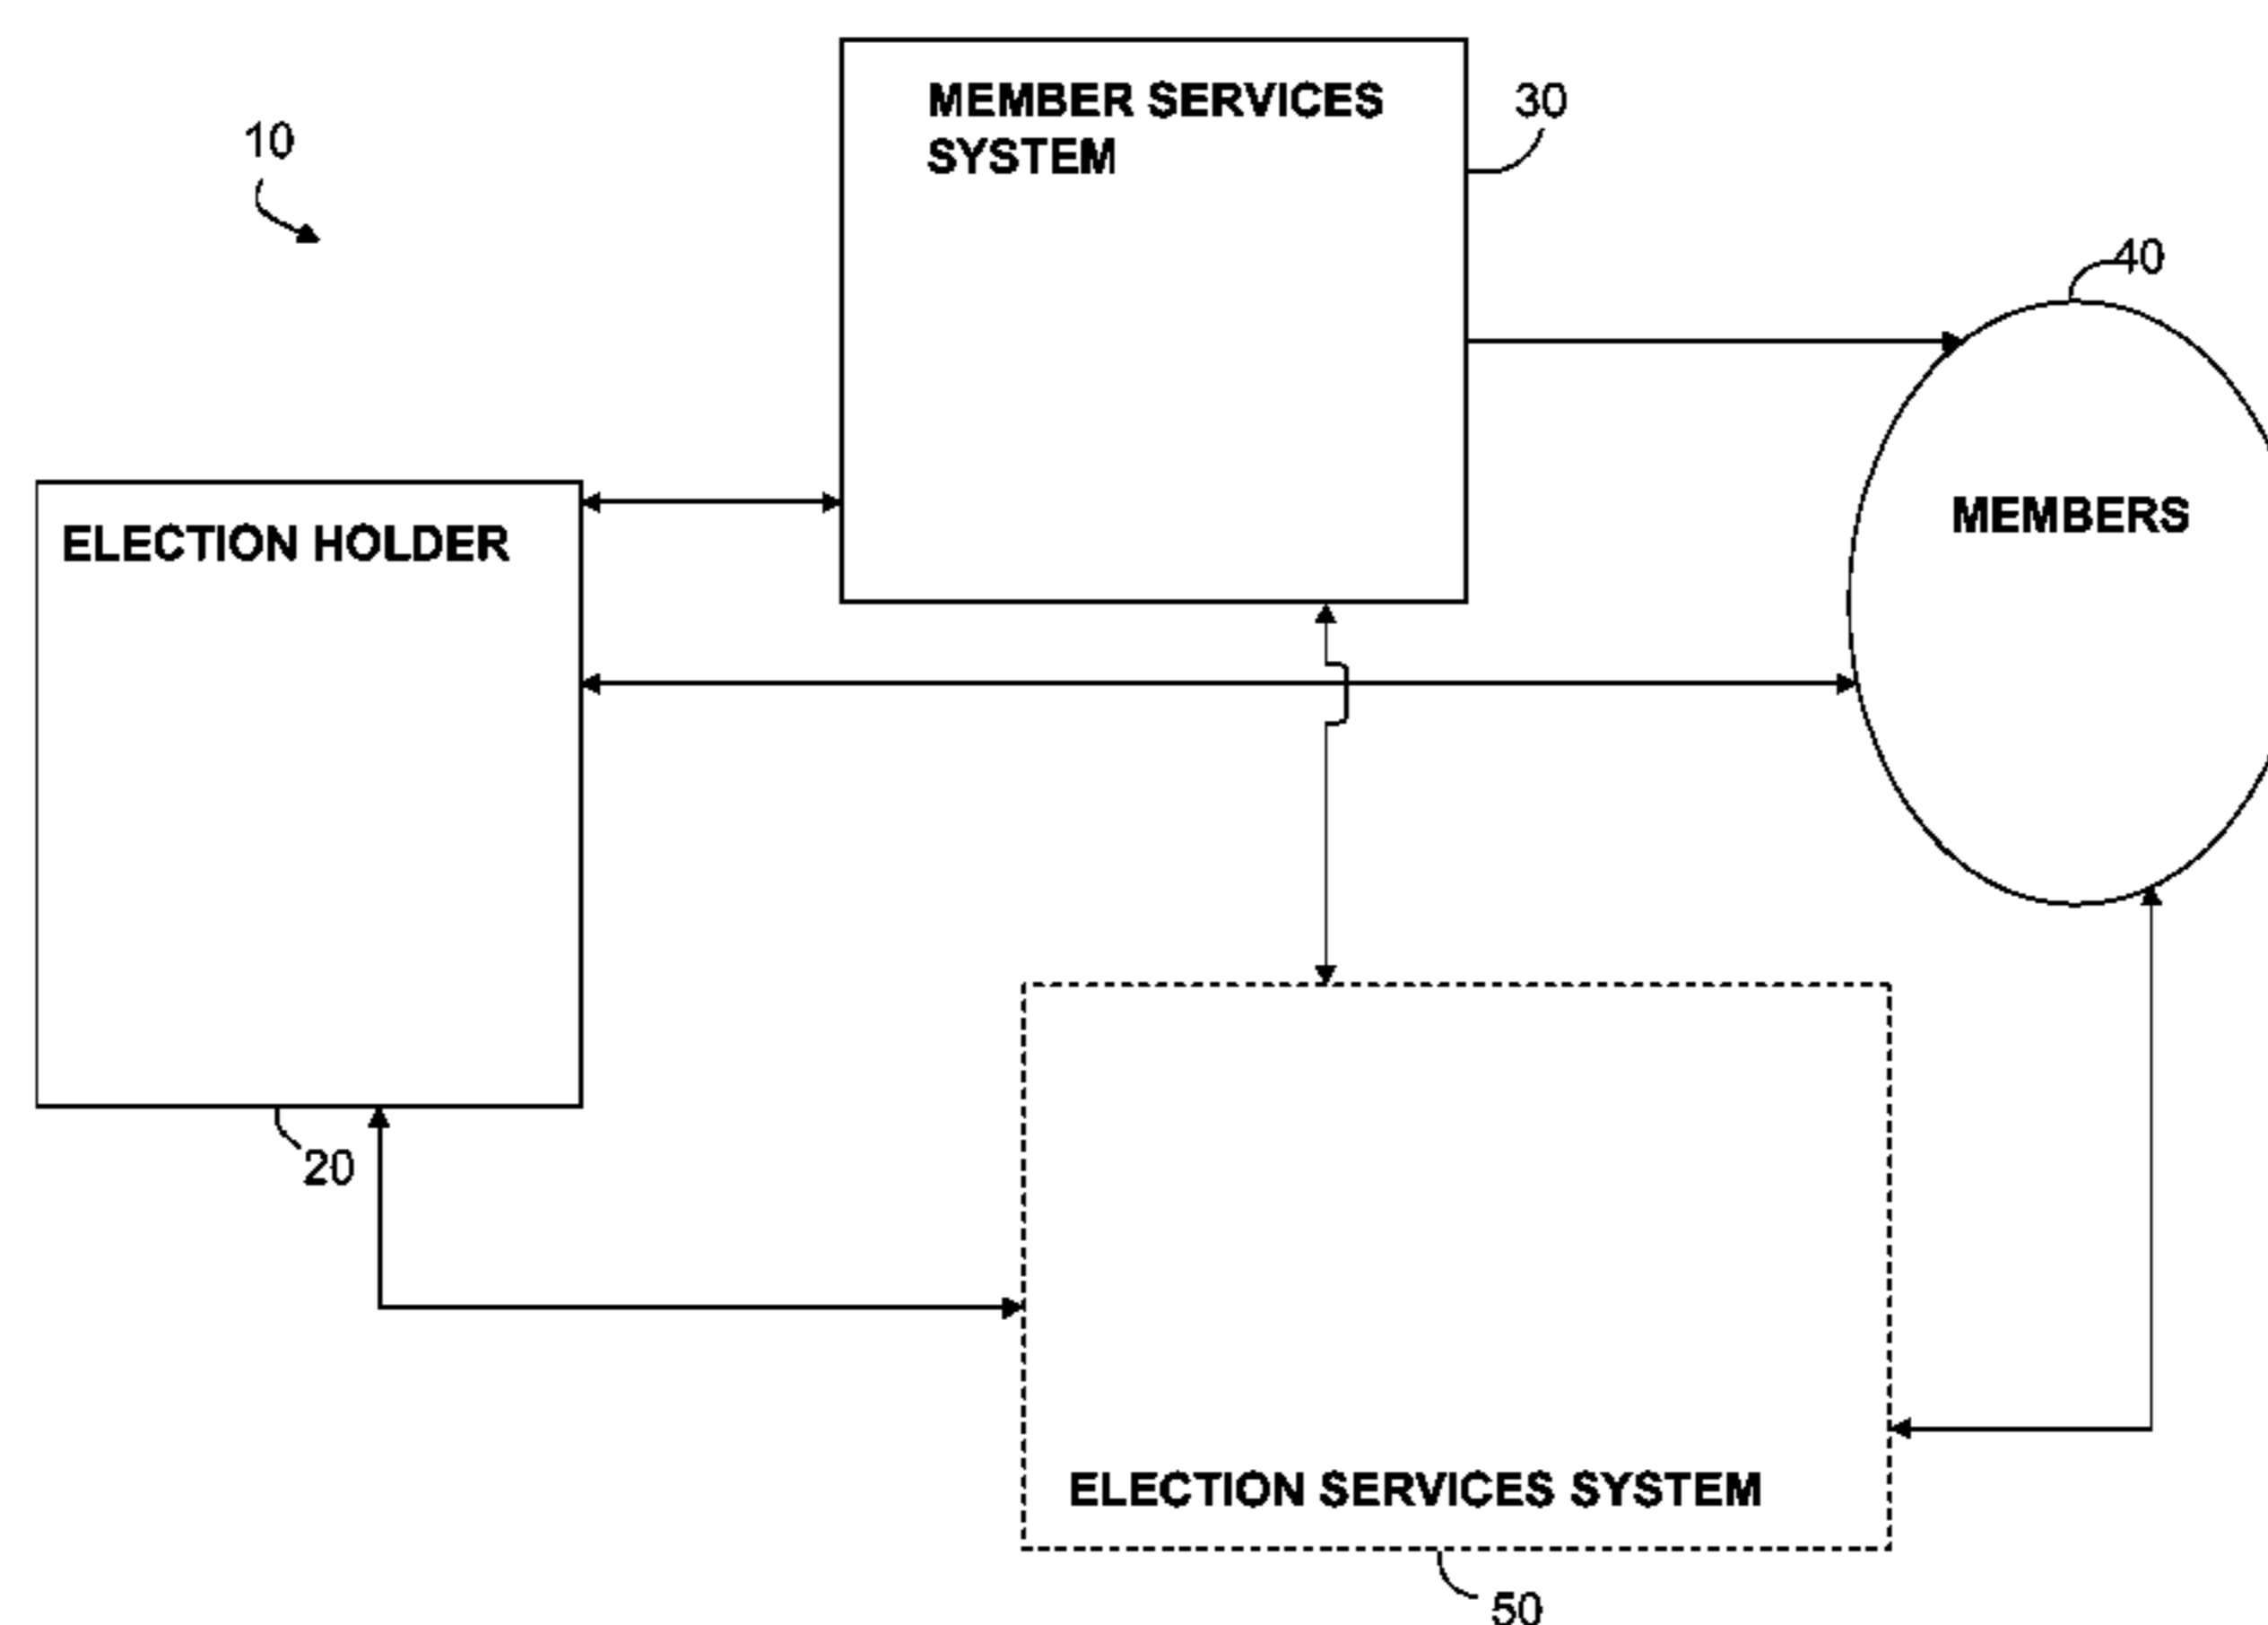 MEMBER SERVICES
SYSTEM
30
10
40
MEMBERS
ELECTION HOLDER
20
ELECTION SERVICES SYSTEM
50